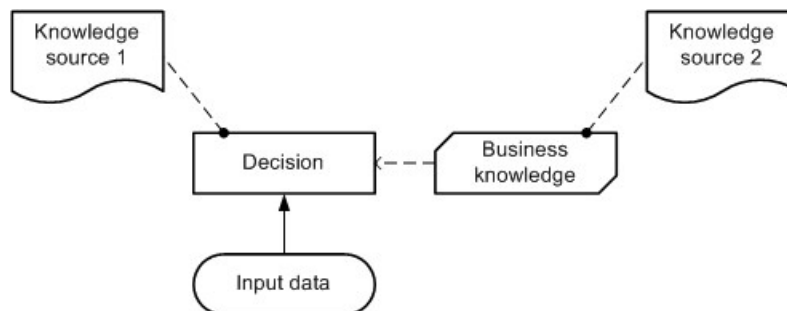 Knowledge
source 1
Knowledge
source 2
Decision
Business
knowledge
Input data